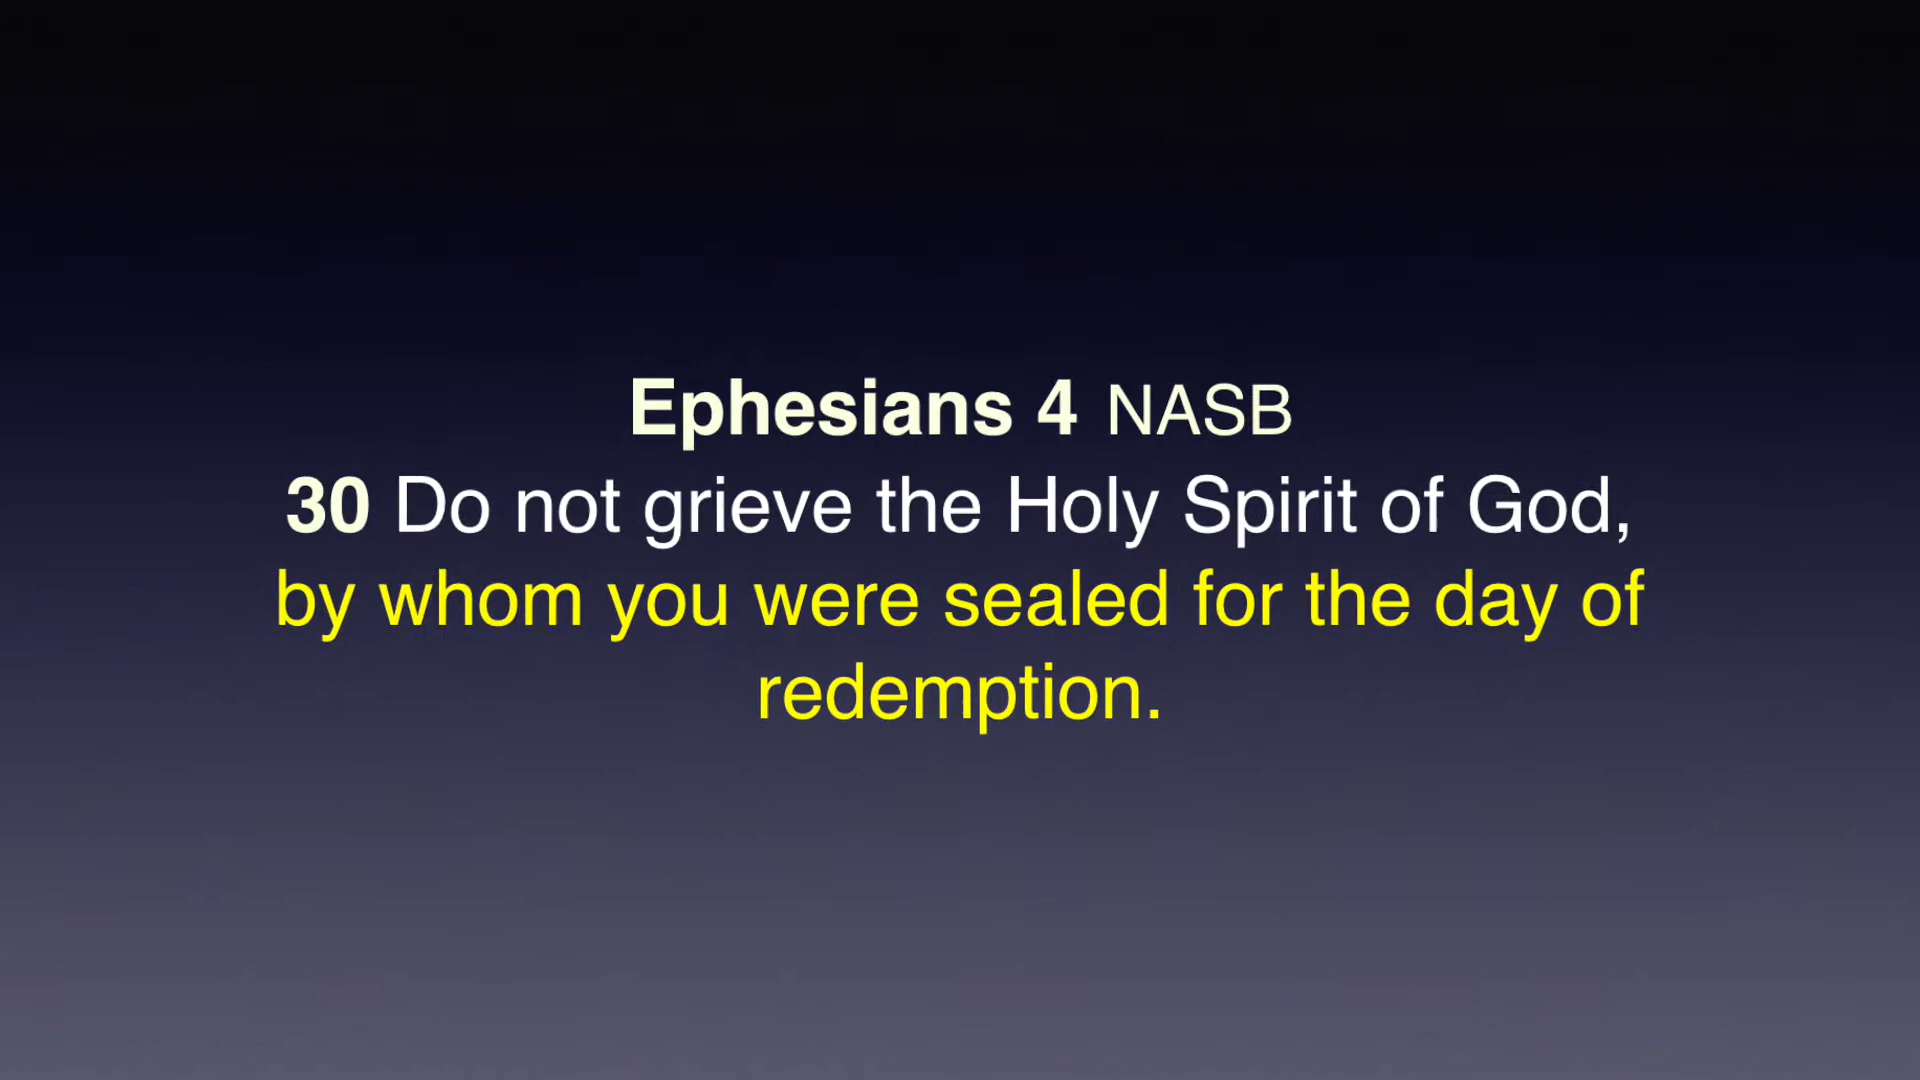 Ephesians 4 NASB
30 Do not grieve the Holy Spirit of God,
by whom you were sealed for the day of
redemption.